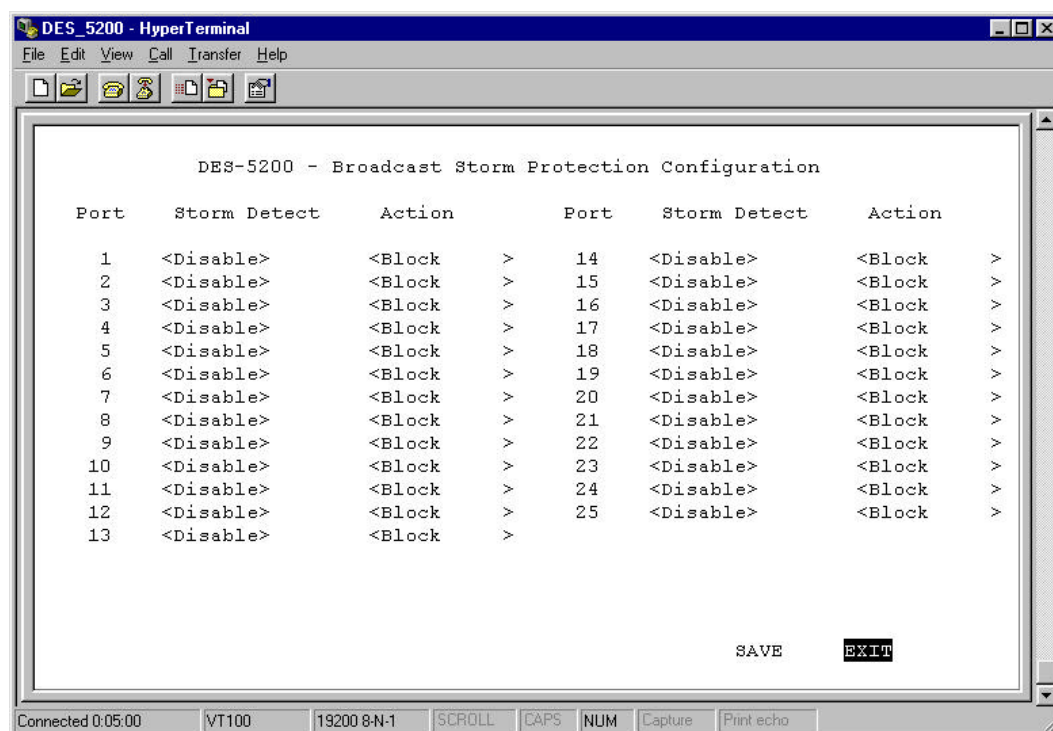 DES_5200 - HyperTerminal
File Edit View Call Transfer Help
DES-5200 - Broadcast Storm Protection Configuration
Port Storm Detect Action Port Storm Detect Action
1 <Disable> <Block > 14 <Disable> <Block >
2 <Disable> <Block > 15 <Disable> <Block >
3 <Disable> <Block > 16 <Disable> <Block >
4 <Disable> <Block > 17 <Disable> <Block >
5 <Disable> <Block > 18 <Disable> <Block >
6 <Disable> <Block > 19 <Disable> <Block >
7 <Disable> <Block > 20 <Disable> <Block >
8 <Disable> <Block > 21 <Disable> <Block >
9 <Disable> <Block > 22 <Disable> <Block >
10 <Disable> <Block > 23 <Disable> <Block >
11 <Disable> <Block > 24 <Disable> <Block >
12 <Disable> <Block > 25 <Disable> <Block >
13 <Disable> <Block >
SAVE EXIT
Connected 0:05:00 VT100 19200 8-N-1 SCROLL CAPS NUM Capture Print echo